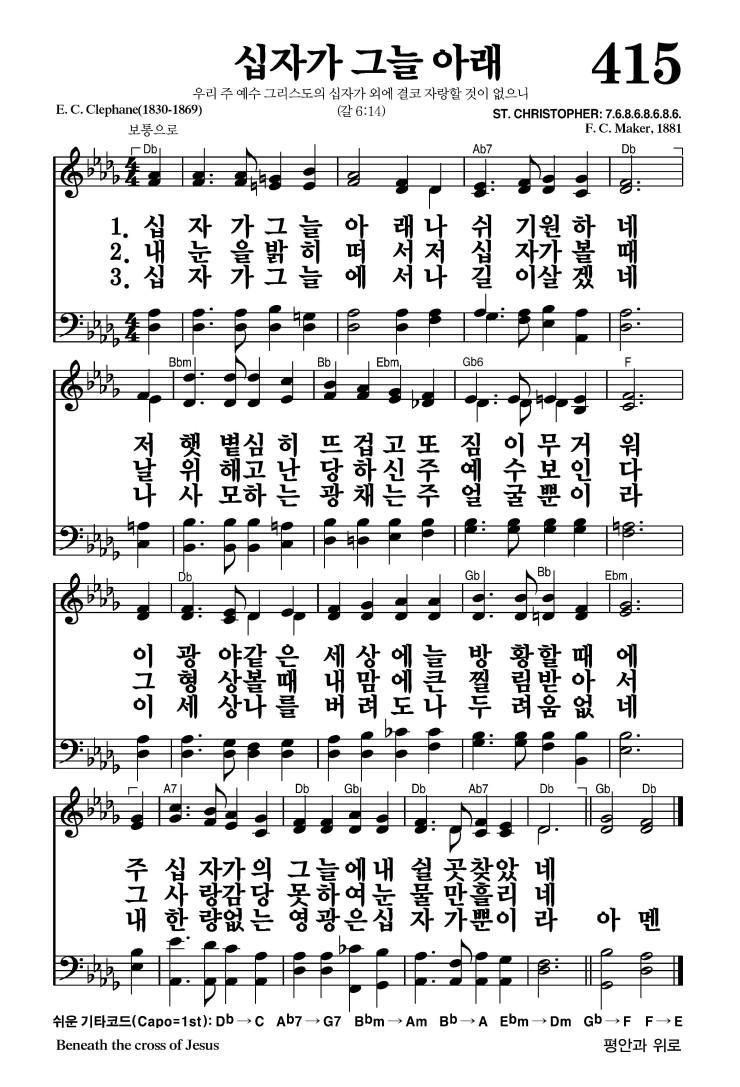 십자가 그늘 아래
415
우리 주 예수 그리스도의 십자가 외에 결코 자랑할 것이 없으니
E. C. Clephane(1830-1869)
(갈 6:14)
ST. CHRISTOPHER: 7.6.8.6.8.6.8.6.
보통으로
F. C. Maker, 1881
Db Ab7 Db
1. 십 자 가 그 늘 아 래 나 쉬 기 원 하 네
2. 내 눈 을 밝 히 떠 서 저 십 자 가 볼 때
3. 십 자 가 그 늘 에 서 나 길 이 살 겠 네
Bbm Bb Ebm Gb6 F
저 햇 볕 심 히 뜨 겁 고 또 짐 이 무 거 워
날 위 해 고 난 당 하 신 주 예 수 보 인 다
나 사 모 하 는 광 채 는 주 얼 굴 뿐 이 라
Db Gb Bb Ebm
이 광 야 같 은 세 상 에 늘 방 황 할 때 에
그 형 상 볼 때 내 맘 에 큰 찔 림 받 아 서
이 세 상 나 를 버 려 도 나 두 려 움 없 네
A7 Db Gb Db Ab7 Db Gb Db
주 십 자 가 의 그 늘 에 내 쉴 곳 찾 았 네
그 사 랑 감 당 못 하 여 눈 물 만 흘 리 네
내 한 량 없 는 영 광 은 십 자 가 뿐 이 라 아 멘
쉬운 기타코드(Capo=1st): Db→C Ab7→G7 Bbm→Am Bb→A Ebm→Dm Gb→F F→E
Beneath the cross of Jesus
평안과 위로